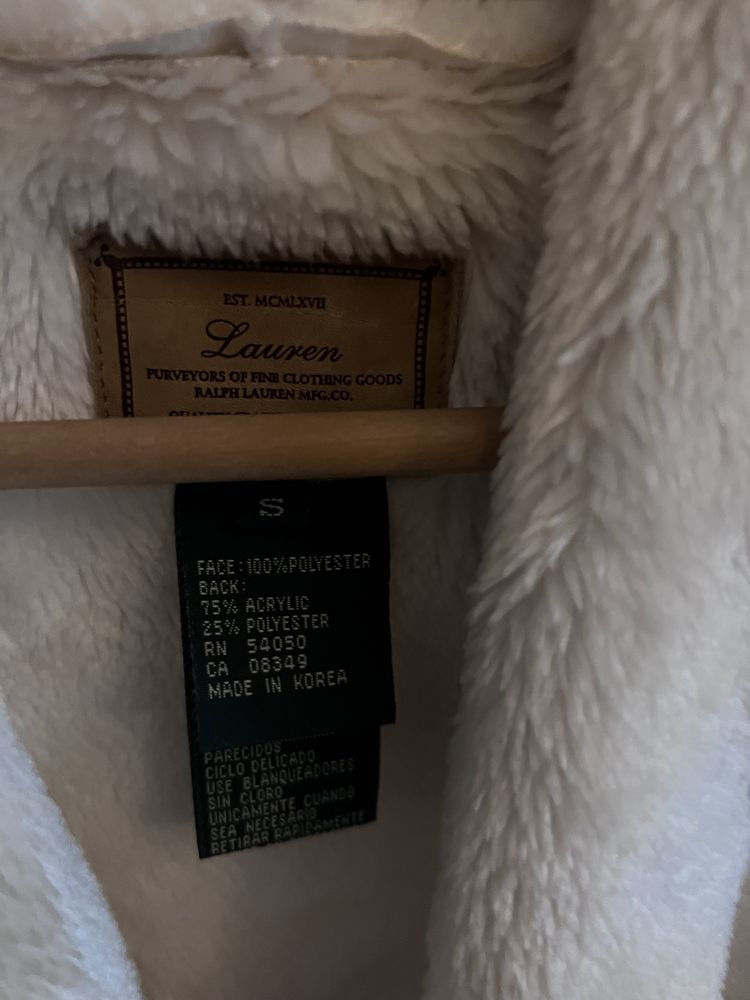 EST. MCMLXVII
Lauren
PURVEYORS OF FINE CLOTHING GOODS
RALPH LAUREN MFG.CO.
S
FACE:100%POLYESTER
BACK:
75% ACRYLIC
25% POLYESTER
RN 54050
CA 08349
MADE IN KOREA
PARECIDOS
CICLO DELICADO
USE BLANQUEADORES
SIN CLORO
UNICAMENTE CUANDO
SEA NECESARIO
RETIRAR RAPIDAMENTE